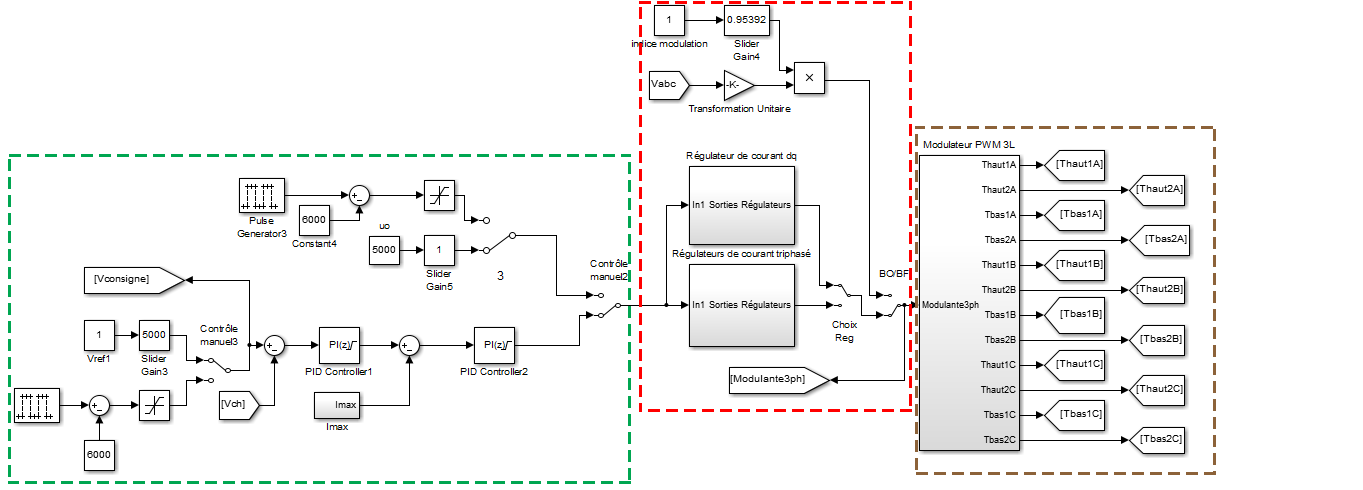 1
indice modulation
0.95392
Slider
Gain4
Vabc
-K-
Transformation Unitaire
×
Pulse
Generator3
6000
Constant4
+
-
uo
5000
1
Slider
Gain5
3
Contrôle
manuel2
[Vconsigne]
1
Vref1
5000
Slider
Gain3
Contrôle
manuel3
+
-
6000
[Vch]
+
-
PI(z)
PID Controller1
Imax
Imax
+
-
PI(z)
PID Controller2
Régulateur de courant dq
In1 Sorties Régulateurs
Régulateurs de courant triphasé
In1 Sorties Régulateurs
Choix
Reg
BO/BF
[Modulante3ph]
Modulateur PWM 3L
Modulante3ph
Thaut1A
[Thaut1A]
Thaut2A
[Thaut2A]
Tbas1A
[Tbas1A]
Tbas2A
[Tbas2A]
Thaut1B
[Thaut1B]
Thaut2B
[Thaut2B]
Tbas1B
[Tbas1B]
Tbas2B
[Tbas2B]
Thaut1C
[Thaut1C]
Thaut2C
[Thaut2C]
Tbas1C
[Tbas1C]
Tbas2C
[Tbas2C]